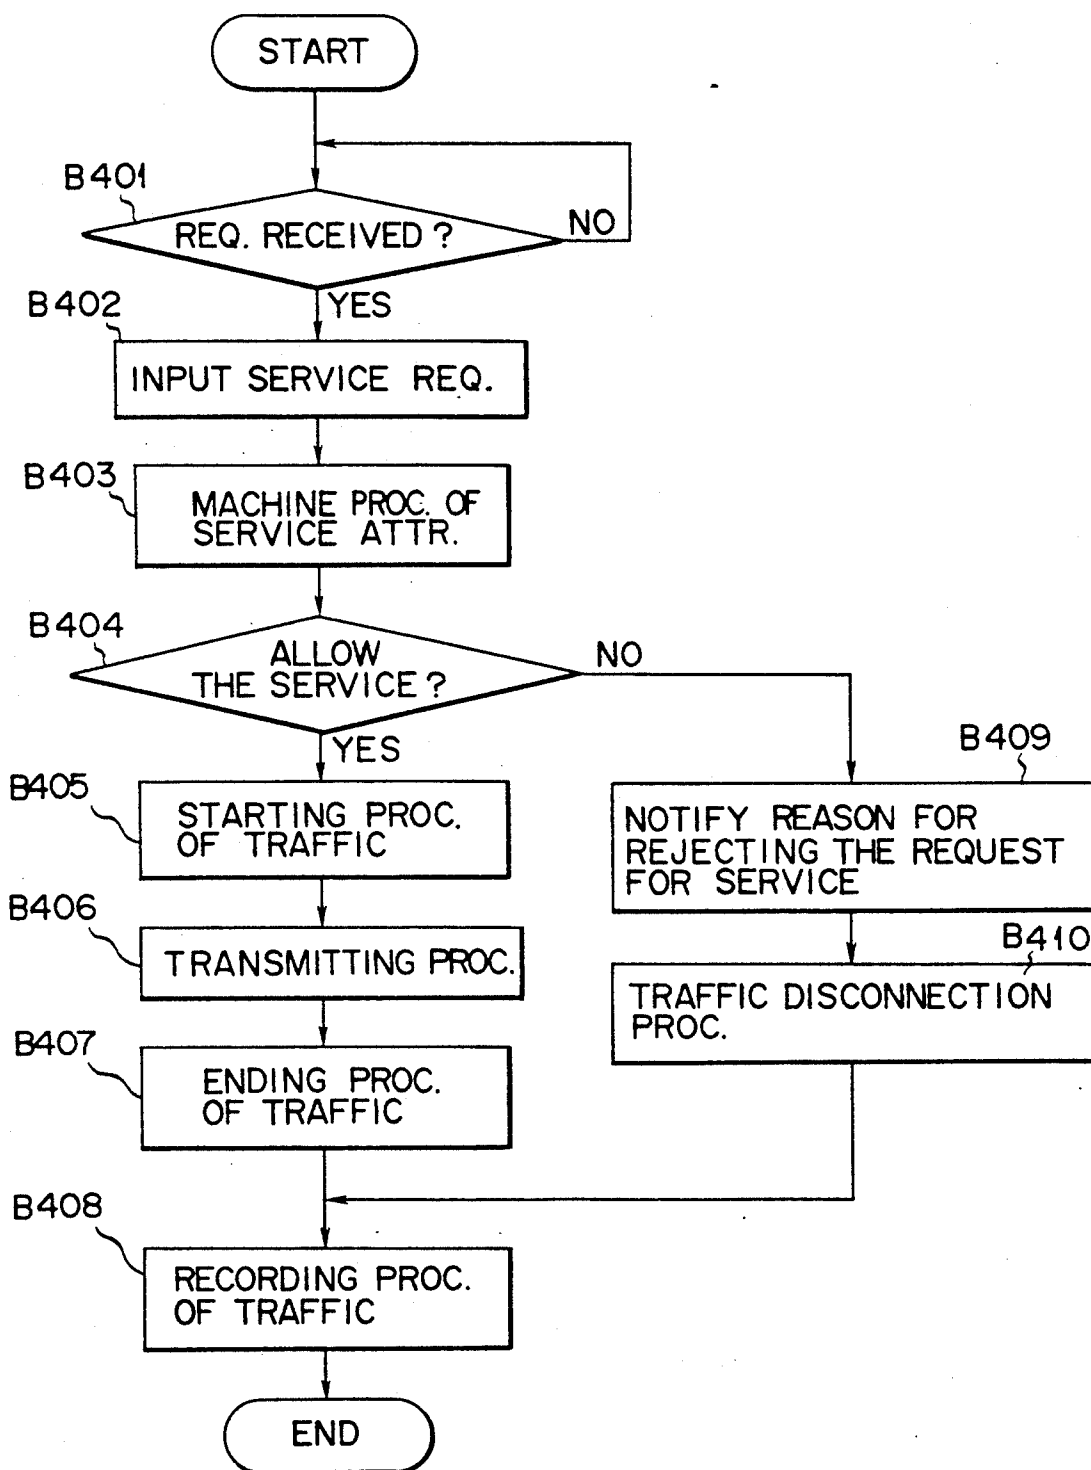 START
B401
REQ. RECEIVED ?
NO
YES
B402
INPUT SERVICE REQ.
B403
MACHINE PROC. OF
SERVICE ATTR.
B404
ALLOW
THE SERVICE ?
NO
YES
B409
B405
STARTING PROC.
OF TRAFFIC
NOTIFY REASON FOR
REJECTING THE REQUEST
FOR SERVICE
B406
TRANSMITTING PROC.
B410
TRAFFIC DISCONNECTION
PROC.
B407
ENDING PROC.
OF TRAFFIC
B408
RECORDING PROC.
OF TRAFFIC
END